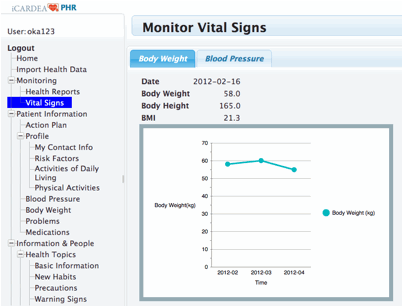 iCARDEA PHR
User: oka123
Logout
Home
Import Health Data
Monitoring
Health Reports
Vital Signs
Patient Information
Action Plan
Profile
My Contact Info
Risk Factors
Activities of Daily
Living
Physical Activities
Blood Pressure
Body Weight
Problems
Medications
Information & People
Health Topics
Basic Information
New Habits
Precautions
Warning Signs
Monitor Vital Signs
Body Weight Blood Pressure
Date 2012-02-16
Body Weight 58.0
Body Height 165.0
BMI 21.3
70
60
50
40
30
20
10
0
Body Weight(kg)
2012-02 2012-03 2012-04
Time
Body Weight (kg)